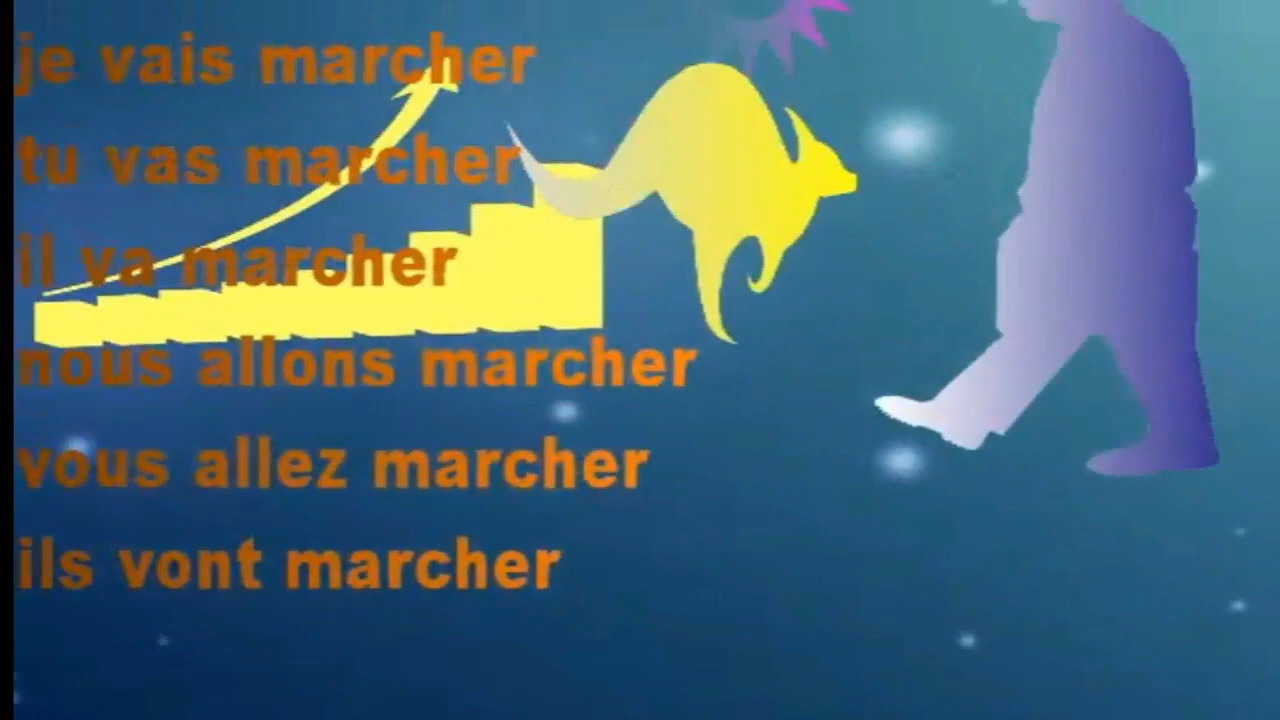 je vais marcher
tu vas marcher
il va marcher
nous allons marcher
vous allez marcher
ils vont marcher